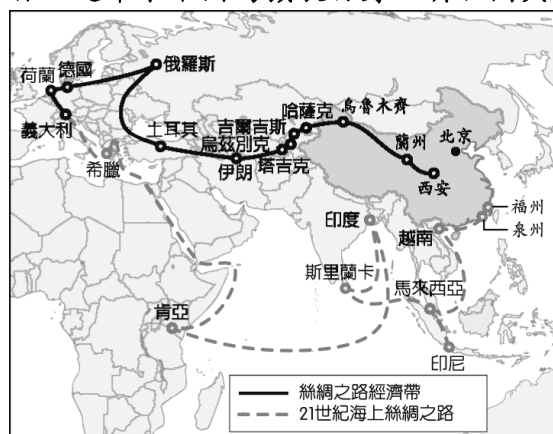 荷蘭
德國
俄羅斯
義大利
希臘
土耳其
吉爾吉斯
烏茲別克
哈薩克
烏魯木齊
伊朗
塔吉克
蘭州
北京
西安
福州
泉州
印度
越南
斯里蘭卡
馬來西亞
肯亞
印尼
絲綢之路經濟帶
21世紀海上絲綢之路